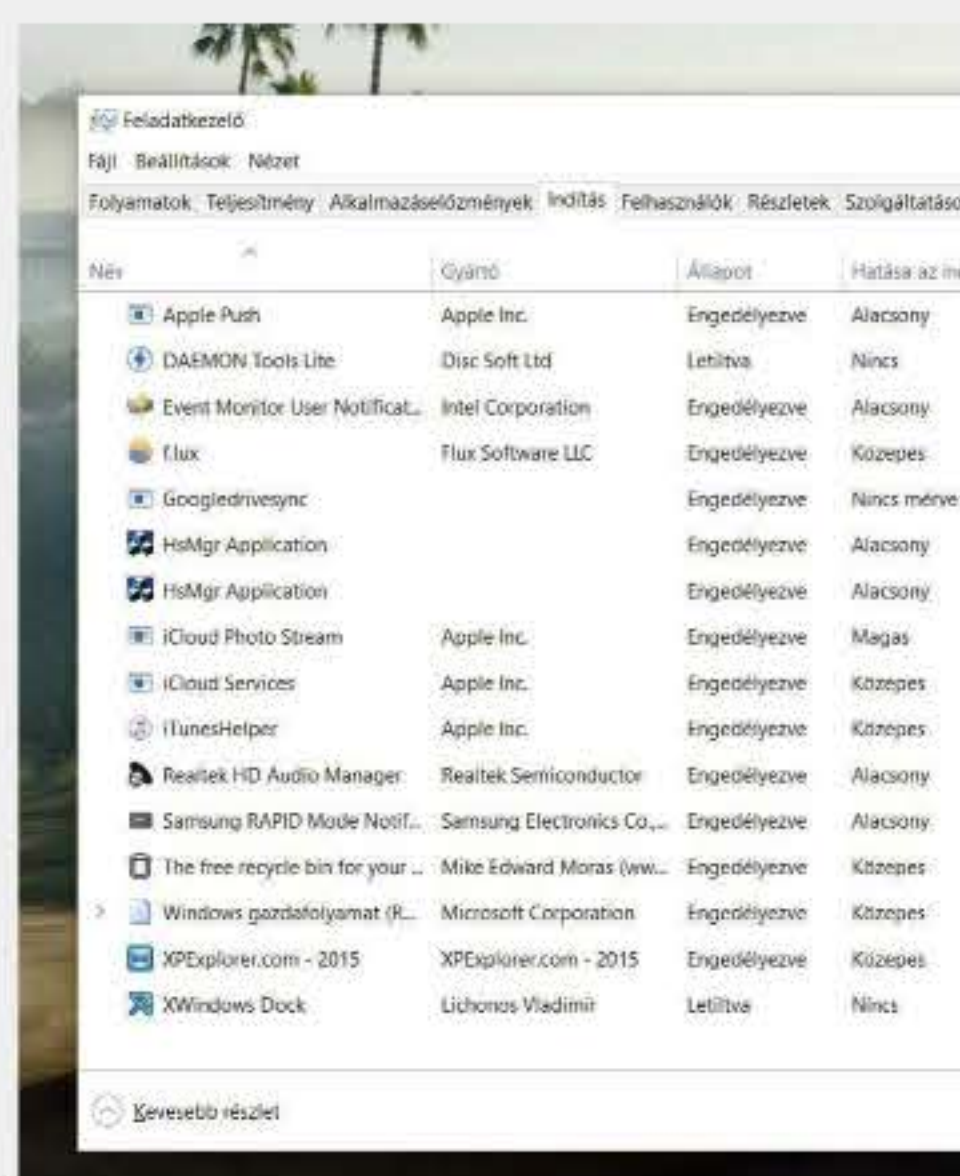 Feladatkezelő
Fájl Beállítások Nézet
Folyamatok Teljesítmény Alkalmazáselőzmények Indítás Felhasználók Részletek Szolgáltatáso
Név Gyártó Állapot Hatása az in
Apple Push Apple Inc. Engedélyezve Alacsony
DAEMON Tools Lite Disc Soft Ltd Letiltva Nincs
Event Monitor User Notificat... Intel Corporation Engedélyezve Alacsony
f.lux Flux Software LLC Engedélyezve Közepes
Googledrivesync Engedélyezve Nincs mérve
HsMgr Application Engedélyezve Alacsony
HsMgr Application Engedélyezve Alacsony
iCloud Photo Stream Apple Inc. Engedélyezve Magas
iCloud Services Apple Inc. Engedélyezve Közepes
iTunesHelper Apple Inc. Engedélyezve Közepes
Realtek HD Audio Manager Realtek Semiconductor Engedélyezve Alacsony
Samsung RAPID Mode Notif... Samsung Electronics Co.,... Engedélyezve Alacsony
The free recycle bin for your ... Mike Edward Moras (ww... Engedélyezve Közepes
Windows gazdafolyamat (R... Microsoft Corporation Engedélyezve Közepes
XPExplorer.com - 2015 XPExplorer.com - 2015 Engedélyezve Közepes
XWindows Dock Lichonos Vladimir Letiltva Nincs
Kevesebb részlet